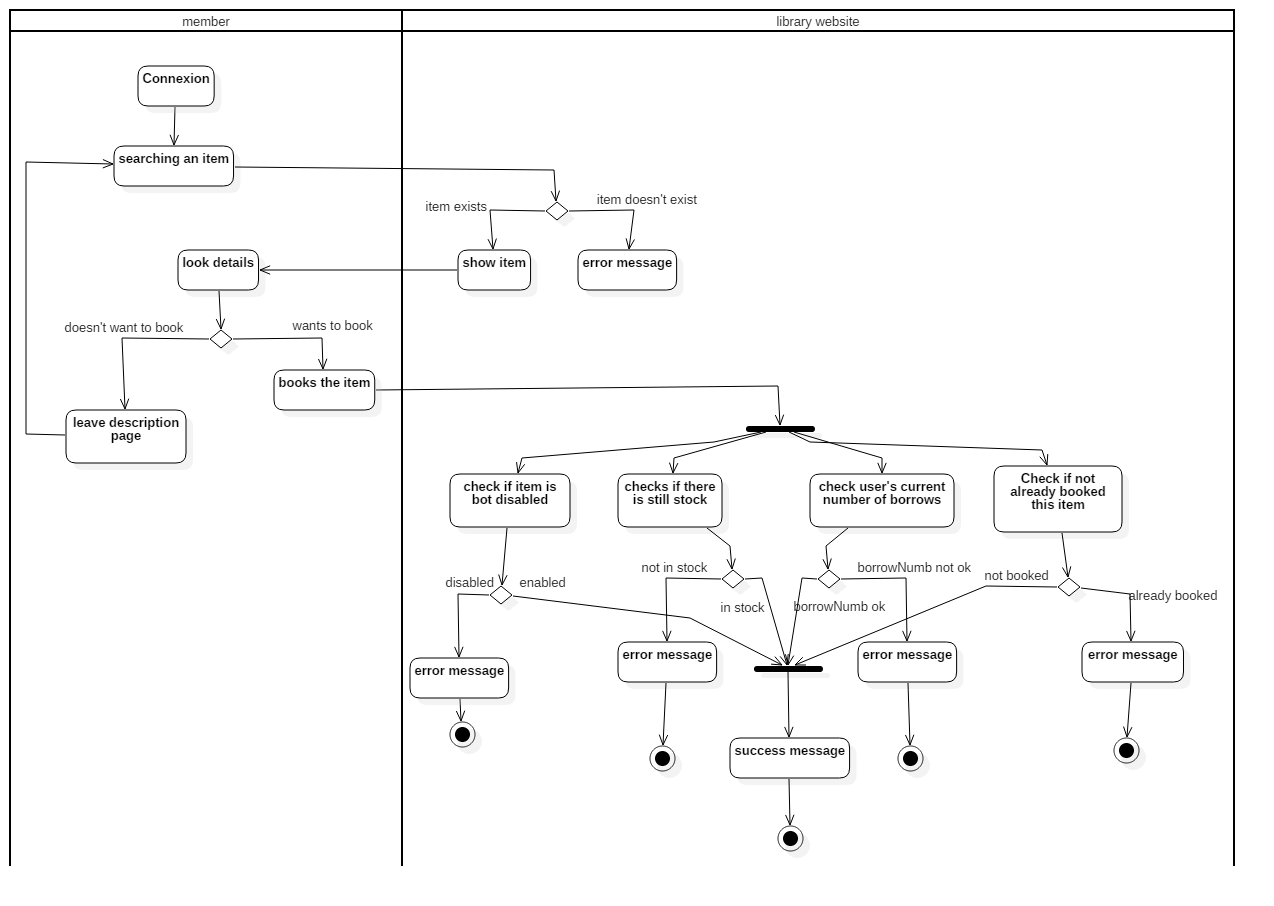 member
library website
Connexion
searching an item
item exists
item doesn't exist
look details
show item
error message
doesn't want to book
wants to book
books the item
leave description
page
check if item is
bot disabled
checks if there
is still stock
check user's current
number of borrows
Check if not
already booked
this item
disabled
enabled
not in stock
in stock
borrowNumb ok
borrowNumb not ok
not booked
already booked
error message
error message
error message
error message
success message